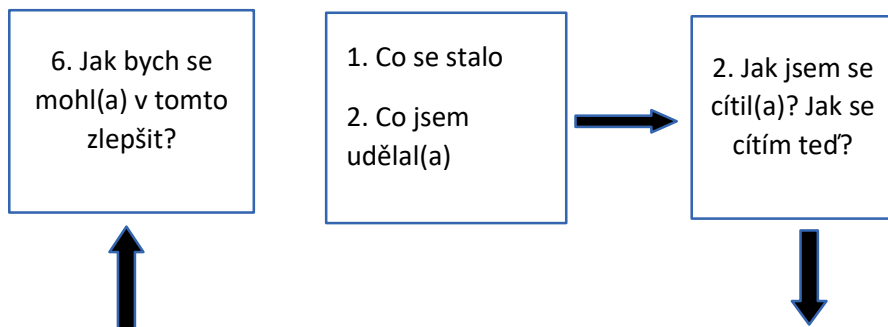 6. Jak bych se
mohl(a) v tomto
zlepšit?
1. Co se stalo
2. Co jsem
udělal(a)
2. Jak jsem se
cítil(a)? Jak se
cítím teď?